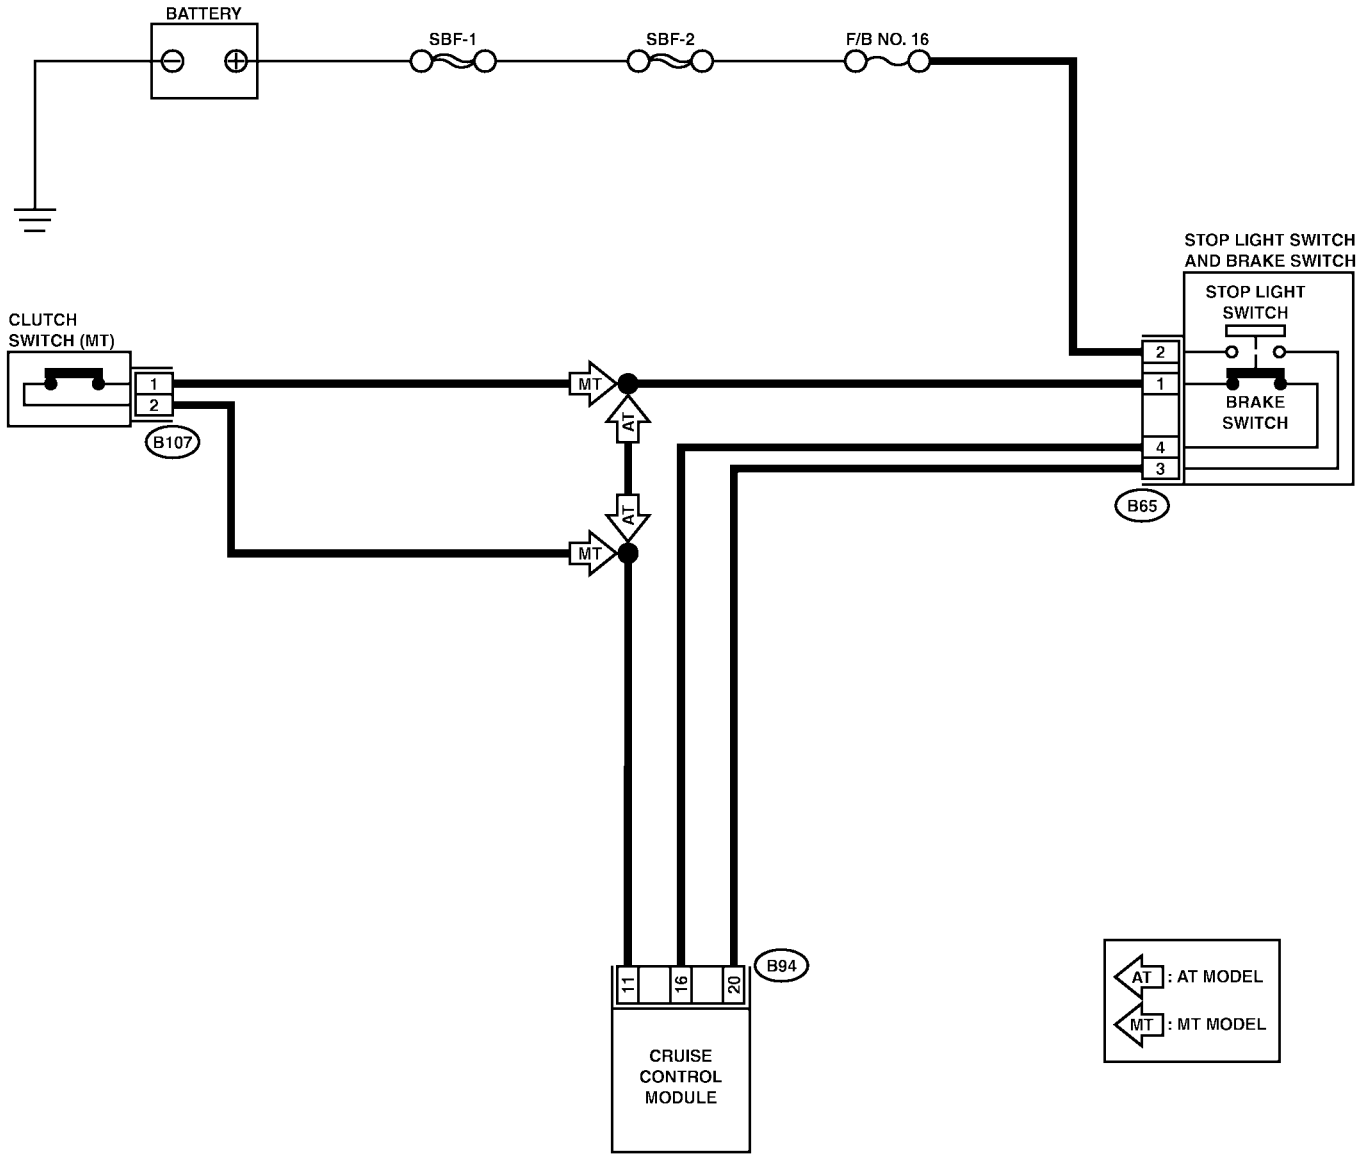 BATTERY
SBF-1
SBF-2
F/B NO. 16
STOP LIGHT SWITCH
AND BRAKE SWITCH
STOP LIGHT
SWITCH
2
1
BRAKE
SWITCH
4
3
B65
CLUTCH
SWITCH (MT)
1
2
B107
MT
AT
AT
MT
B94
11
16
20
CRUISE
CONTROL
MODULE
AT : AT MODEL
MT : MT MODEL